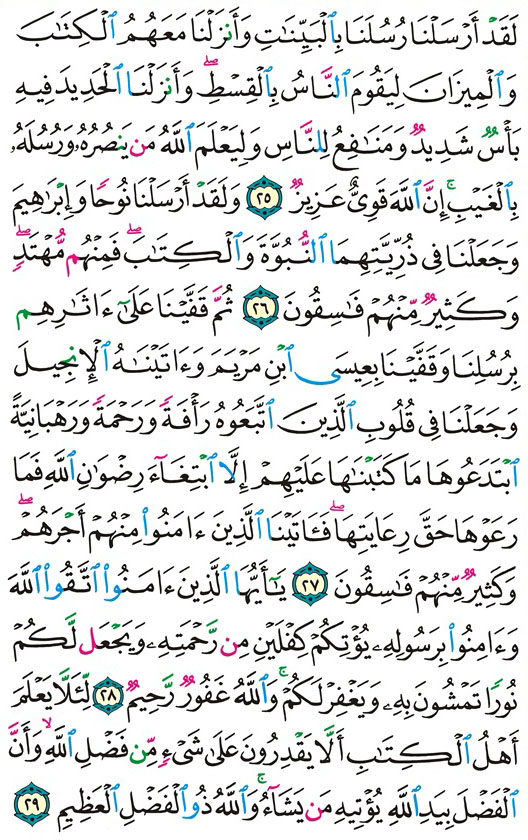 لَقَدْ أَرْسَلْنَا رُسُلَنَا بِٱلْبَيِّنَٰتِ وَأَنزَلْنَا مَعَهُمُ ٱلْكِتَٰبَ
وَٱلْمِيزَانَ لِيَقُومَ ٱلنَّاسُ بِٱلْقِسْطِ ۖ وَأَنزَلْنَا ٱلْحَدِيدَ فِيهِ
بَأْسٌ شَدِيدٌ وَمَنَٰفِعُ لِلنَّاسِ وَلِيَعْلَمَ ٱللَّهُ مَن يَنصُرُهُۥ وَرُسُلَهُۥ
بِٱلْغَيْبِ ۚ إِنَّ ٱللَّهَ قَوِىٌّ عَزِيزٌ ٢٥ وَلَقَدْ أَرْسَلْنَا نُوحًا وَإِبْرَٰهِيمَ
وَجَعَلْنَا فِى ذُرِّيَّتِهِمَا ٱلنُّبُوَّةَ وَٱلْكِتَٰبَ ۖ فَمِنْهُم مُّهْتَدٍ ۖ
وَكَثِيرٌ مِّنْهُمْ فَٰسِقُونَ ٢٦ ثُمَّ قَفَّيْنَا عَلَىٰٓ ءَاثَٰرِهِم
بِرُسُلِنَا وَقَفَّيْنَا بِعِيسَى ٱبْنِ مَرْيَمَ وَءَاتَيْنَٰهُ ٱلْإِنجِيلَ
وَجَعَلْنَا فِى قُلُوبِ ٱلَّذِينَ ٱتَّبَعُوهُ رَأْفَةً وَرَحْمَةً وَرَهْبَانِيَّةً
ٱبْتَدَعُوهَا مَا كَتَبْنَٰهَا عَلَيْهِمْ إِلَّا ٱبْتِغَآءَ رِضْوَٰنِ ٱللَّهِ فَمَا
رَعَوْهَا حَقَّ رِعَايَتِهَا ۖ فَـَٔاتَيْنَا ٱلَّذِينَ ءَامَنُوا۟ مِنْهُمْ أَجْرَهُمْ ۖ
وَكَثِيرٌ مِّنْهُمْ فَٰسِقُونَ ٢٧ يَٰٓأَيُّهَا ٱلَّذِينَ ءَامَنُوا۟ ٱتَّقُوا۟ ٱللَّهَ
وَءَامِنُوا۟ بِرَسُولِهِۦ يُؤْتِكُمْ كِفْلَيْنِ مِن رَّحْمَتِهِۦ وَيَجْعَل لَّكُمْ
نُورًا تَمْشُونَ بِهِۦ وَيَغْفِرْ لَكُمْ ۚ وَٱللَّهُ غَفُورٌ رَّحِيمٌ ٢٨ لِّئَلَّا يَعْلَمَ
أَهْلُ ٱلْكِتَٰبِ أَلَّا يَقْدِرُونَ عَلَىٰ شَىْءٍ مِّن فَضْلِ ٱللَّهِ ۙ وَأَنَّ
ٱلْفَضْلَ بِيَدِ ٱللَّهِ يُؤْتِيهِ مَن يَشَآءُ ۚ وَٱللَّهُ ذُو ٱلْفَضْلِ ٱلْعَظِيمِ ٢٩